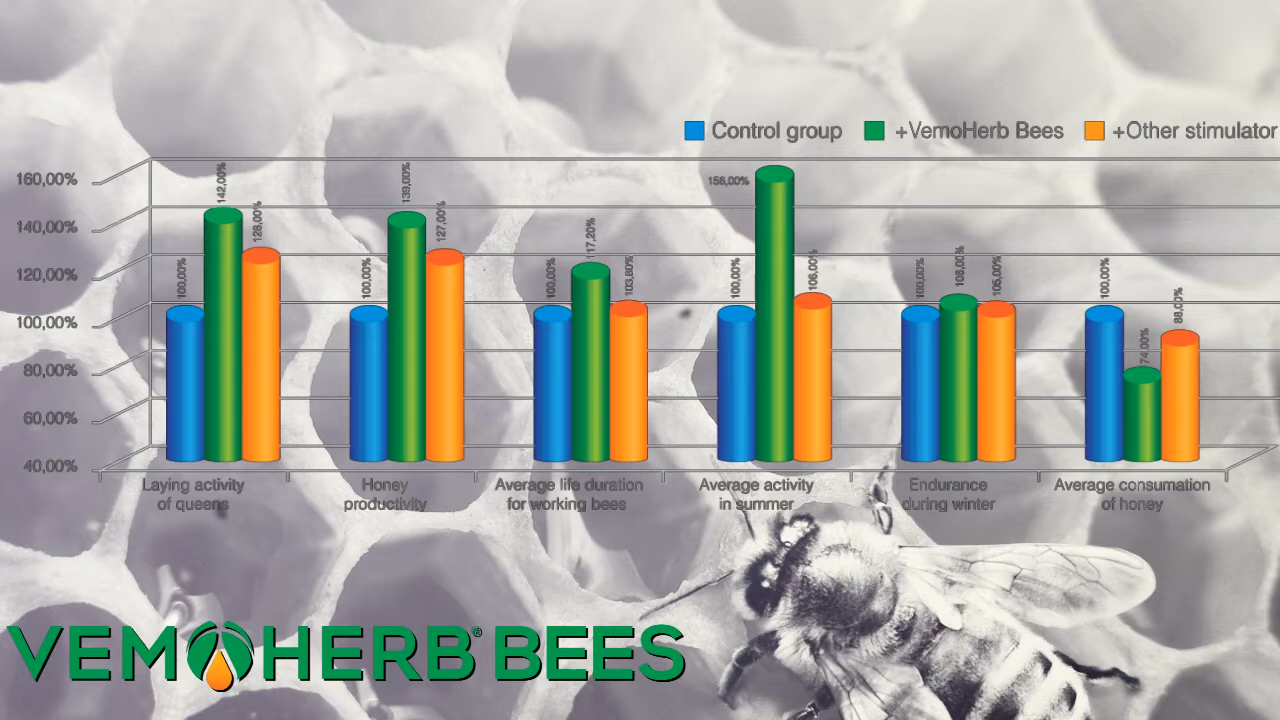 Control group +VemoHerb Bees +Other stimulator
160,00%
140,00%
120,00%
100,00%
80,00%
60,00%
40,00%
100,00% 142,00% 126,00%
100,00% 139,00% 127,00%
100,00% 117,20% 103,80%
100,00% 156,00% 106,00%
100,00% 106,00% 105,00%
100,00% 74,00% 88,00%
Laying activity
of queens
Honey
productivity
Average life duration
for working bees
Average activity
in summer
Endurance
during winter
Average consumation
of honey
VEMOHERB® BEES